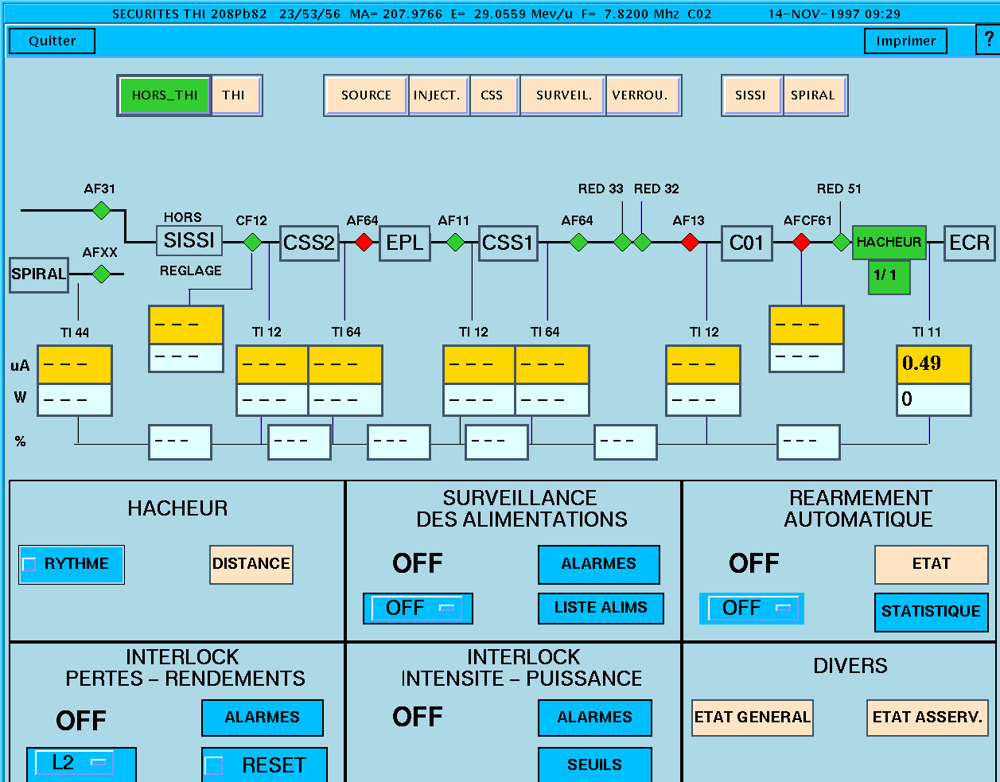 SECURITES THI 208Pb82 23/53/56 MA= 207.9766 E= 29.0559 Mev/u F= 7.8200 Mhz C02 14-NOV-1997 09:29
Quitter Imprimer ?
HORS_THI THI SOURCE INJECT. CSS SURVEIL. VERROU. SISSI SPIRAL
AF31 RED 33 RED 32 RED 51
HORS CF12 AF64 AF11 AF64 AF13 AFCF61
SISSI CSS2 EPL CSS1 C01 HACHEUR ECR
AFXX
SPIRAL REGLAGE 1/1
--- ---
--- ---
TI 44 TI 12 TI 64 TI 12 TI 64 TI 12 TI 11
uA --- --- --- --- --- --- 0.49
W --- --- --- --- --- --- 0
% --- --- --- --- --- ---
HACHEUR
RYTHME DISTANCE
SURVEILLANCE
DES ALIMENTATIONS
OFF ALARMES
OFF LISTE ALIMS
REARMEMENT
AUTOMATIQUE
OFF ETAT
OFF STATISTIQUE
INTERLOCK
PERTES – RENDEMENTS
OFF ALARMES
L2 RESET
INTERLOCK
INTENSITE – PUISSANCE
OFF ALARMES
SEUILS
DIVERS
ETAT GENERAL ETAT ASSERV.